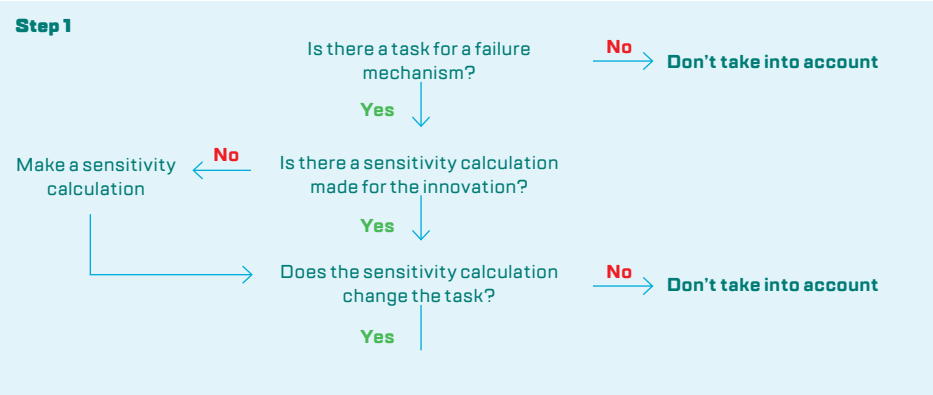 Step 1
Is there a task for a failure
mechanism?
No
Don't take into account
Yes
Make a sensitivity
calculation
No
Is there a sensitivity calculation
made for the innovation?
Yes
Does the sensitivity calculation
change the task?
No
Don't take into account
Yes